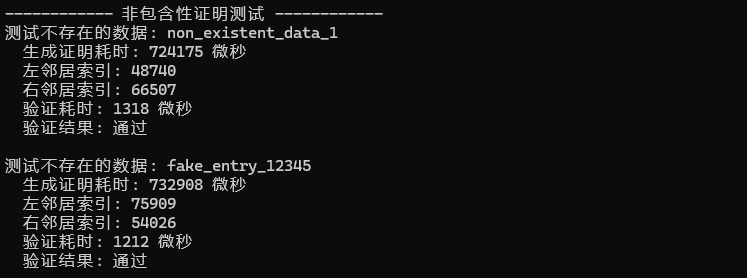 ------------ 非包含性证明测试 ------------
测试不存在的数据: non_existent_data_1
  生成证明耗时: 724175 微秒
  左邻居索引: 48740
  右邻居索引: 66507
  验证耗时: 1318 微秒
  验证结果: 通过

测试不存在的数据: fake_entry_12345
  生成证明耗时: 732908 微秒
  左邻居索引: 75909
  右邻居索引: 54026
  验证耗时: 1212 微秒
  验证结果: 通过